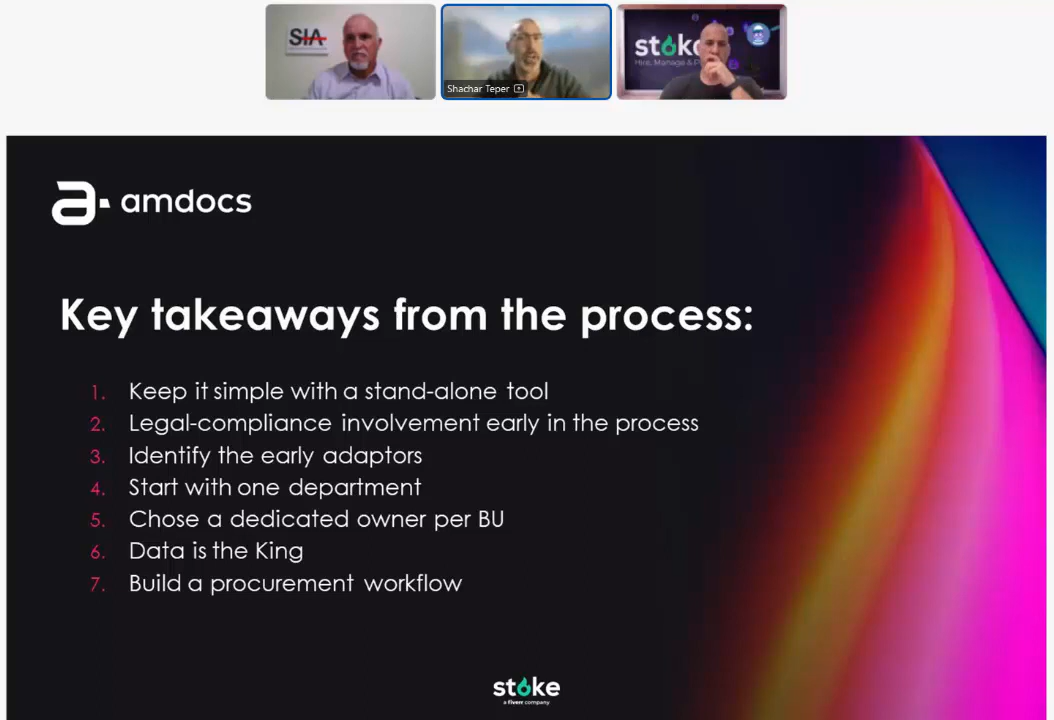 SIA
Shachar Teper
stoke
Hire, Manage & P
amdocs
Key takeaways from the process:
1. Keep it simple with a stand-alone tool
2. Legal-compliance involvement early in the process
3. Identify the early adaptors
4. Start with one department
5. Chose a dedicated owner per BU
6. Data is the King
7. Build a procurement workflow
stoke
a fiverr company